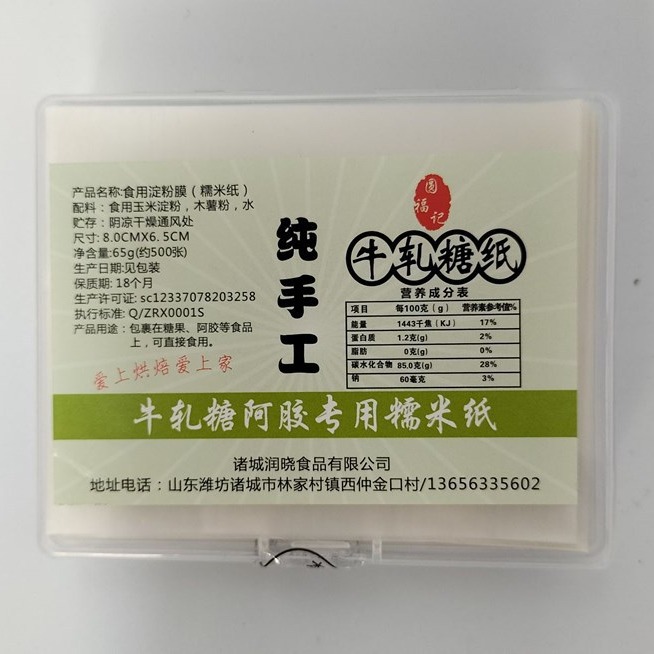 产品名称:食用淀粉膜（糯米纸）
配料：食用玉米淀粉，木薯粉，水
贮存：阴凉干燥通风处
尺寸: 8.0CMX6.5CM
净含量:65g(约500张)
生产日期:见包装
保质期: 18个月
生产许可证: sc12337078203258
执行标准: Q/ZRX0001S
产品用途：包裹在糖果、阿胶等食品
上，可直接食用。
爱上烘焙爱上家
纯手工
圆福记
牛轧糖纸
营养成分表
项目 每100克（g） 营养素参考值%
能量 1443千焦（KJ） 17%
蛋白质 1.2克(g) 2%
脂肪 0克(g) 0%
碳水化合物 85.0克(g) 28%
钠 60毫克 3%
牛轧糖阿胶专用糯米纸
诸城润晓食品有限公司
地址电话：山东潍坊诸城市林家村镇西仲金口村/13656335602